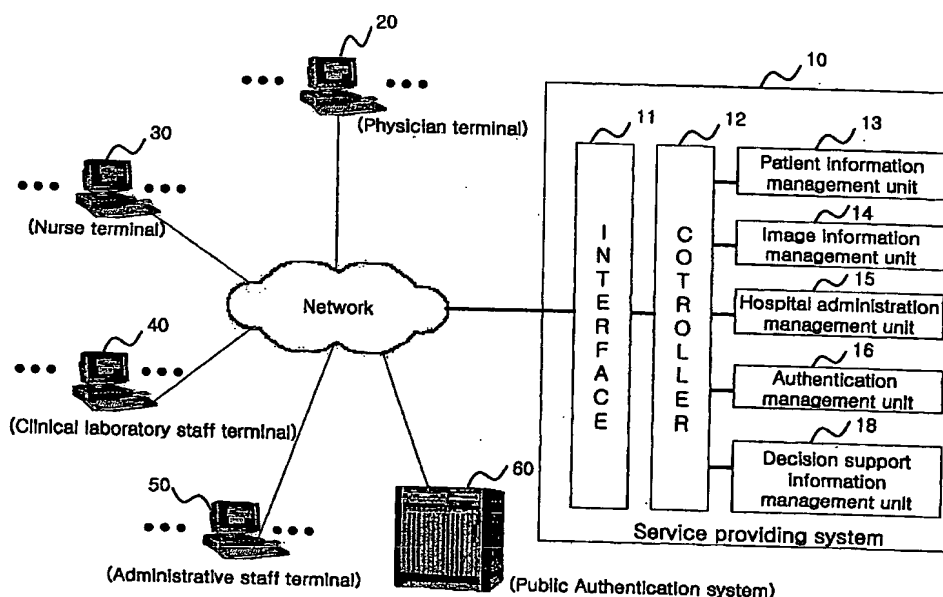 20
(Physician terminal)
30
(Nurse terminal)
40
(Clinical laboratory staff terminal)
50
(Administrative staff terminal)
60
(Public Authentication system)
Network
10
11
INTERFACE
12
COTROLLER
13
Patient information
management unit
14
Image information
management unit
15
Hospital administration
management unit
16
Authentication
management unit
18
Decision support
information
management unit
Service providing system